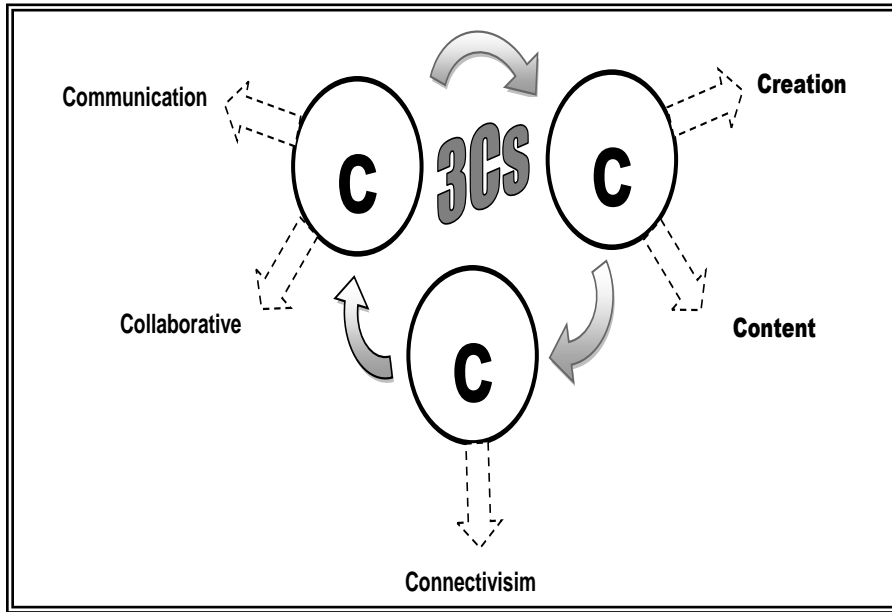 Communication
Creation
C
3Cs
C
Collaborative
Content
C
Connectivisim